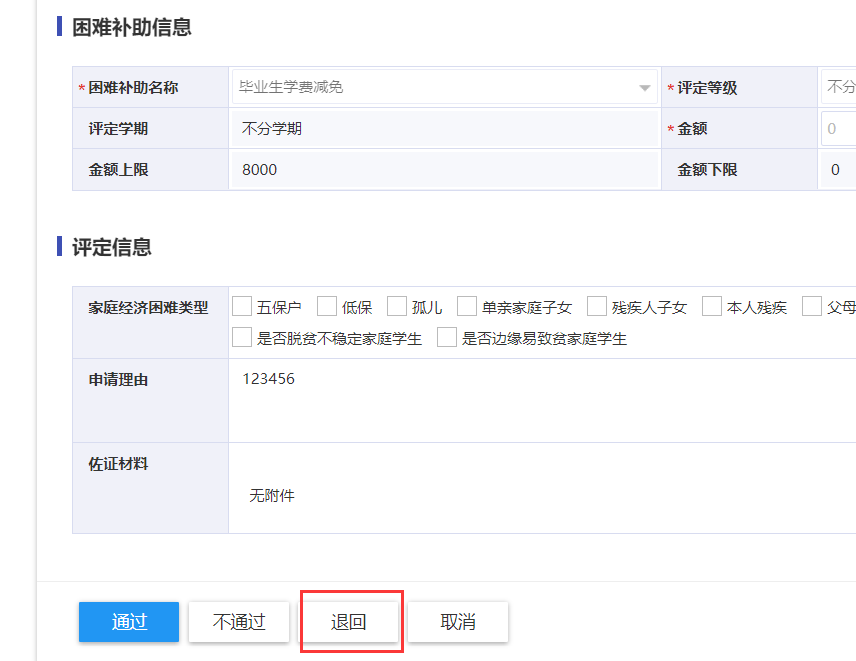 困难补助信息
*困难补助名称 毕业生学费减免 *评定等级 不分
评定学期 不分学期 *金额 0
金额上限 8000 金额下限 0
评定信息
家庭经济困难类型 五保户 低保 孤儿 单亲家庭子女 残疾人子女 本人残疾 父母
是否脱贫不稳定家庭学生 是否边缘易致贫家庭学生
申请理由 123456
佐证材料
无附件
通过 不通过 退回 取消